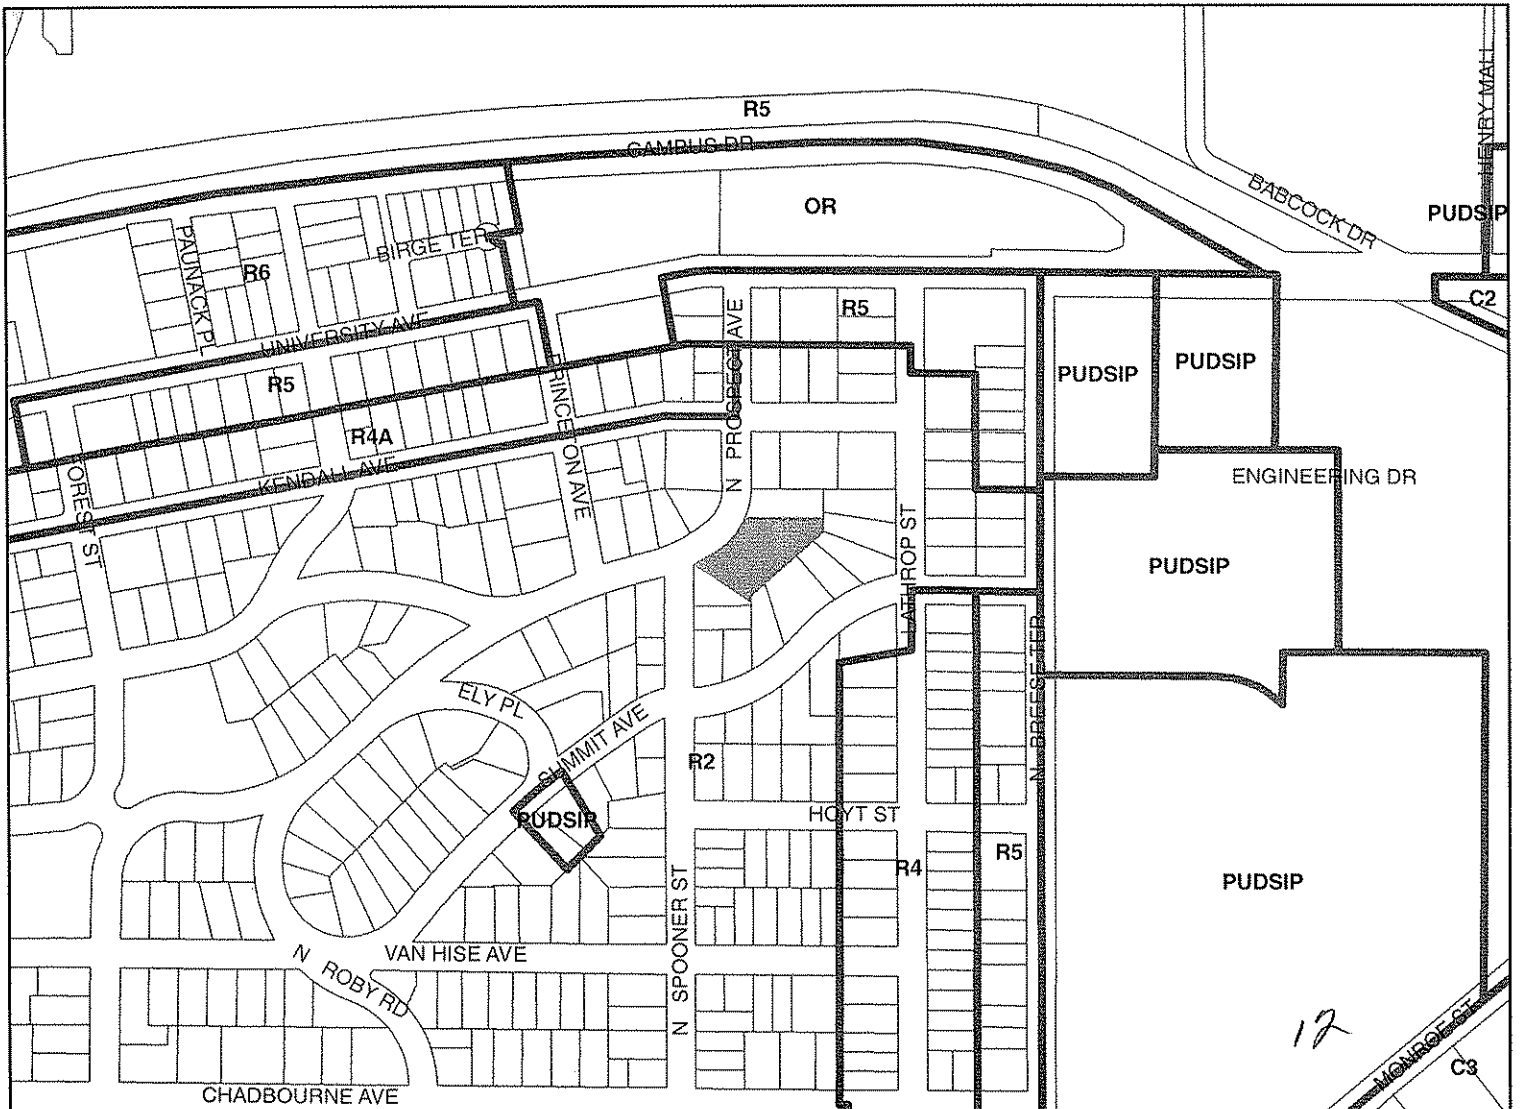 HENRY MALL
R5
CAMPUS DR
BABCOCK DR
OR
PUDSIP
PAUNACK PL
BIRGE TER
R6
C2
UNIVERSITY AVE
N PROSPECT AVE
R5
PUDSIP
PUDSIP
R5
PRINCETON AVE
R4A
KENDALL AVE
ENGINEERING DR
FOREST ST
LATHROP ST
PUDSIP
N BREESE TER
ELY PL
SUMMIT AVE
R2
PUDSIP
HOYT ST
R4
R5
PUDSIP
N SPOONER ST
VAN HISE AVE
N ROBY RD
12
MONROE ST
C3
CHADBOURNE AVE